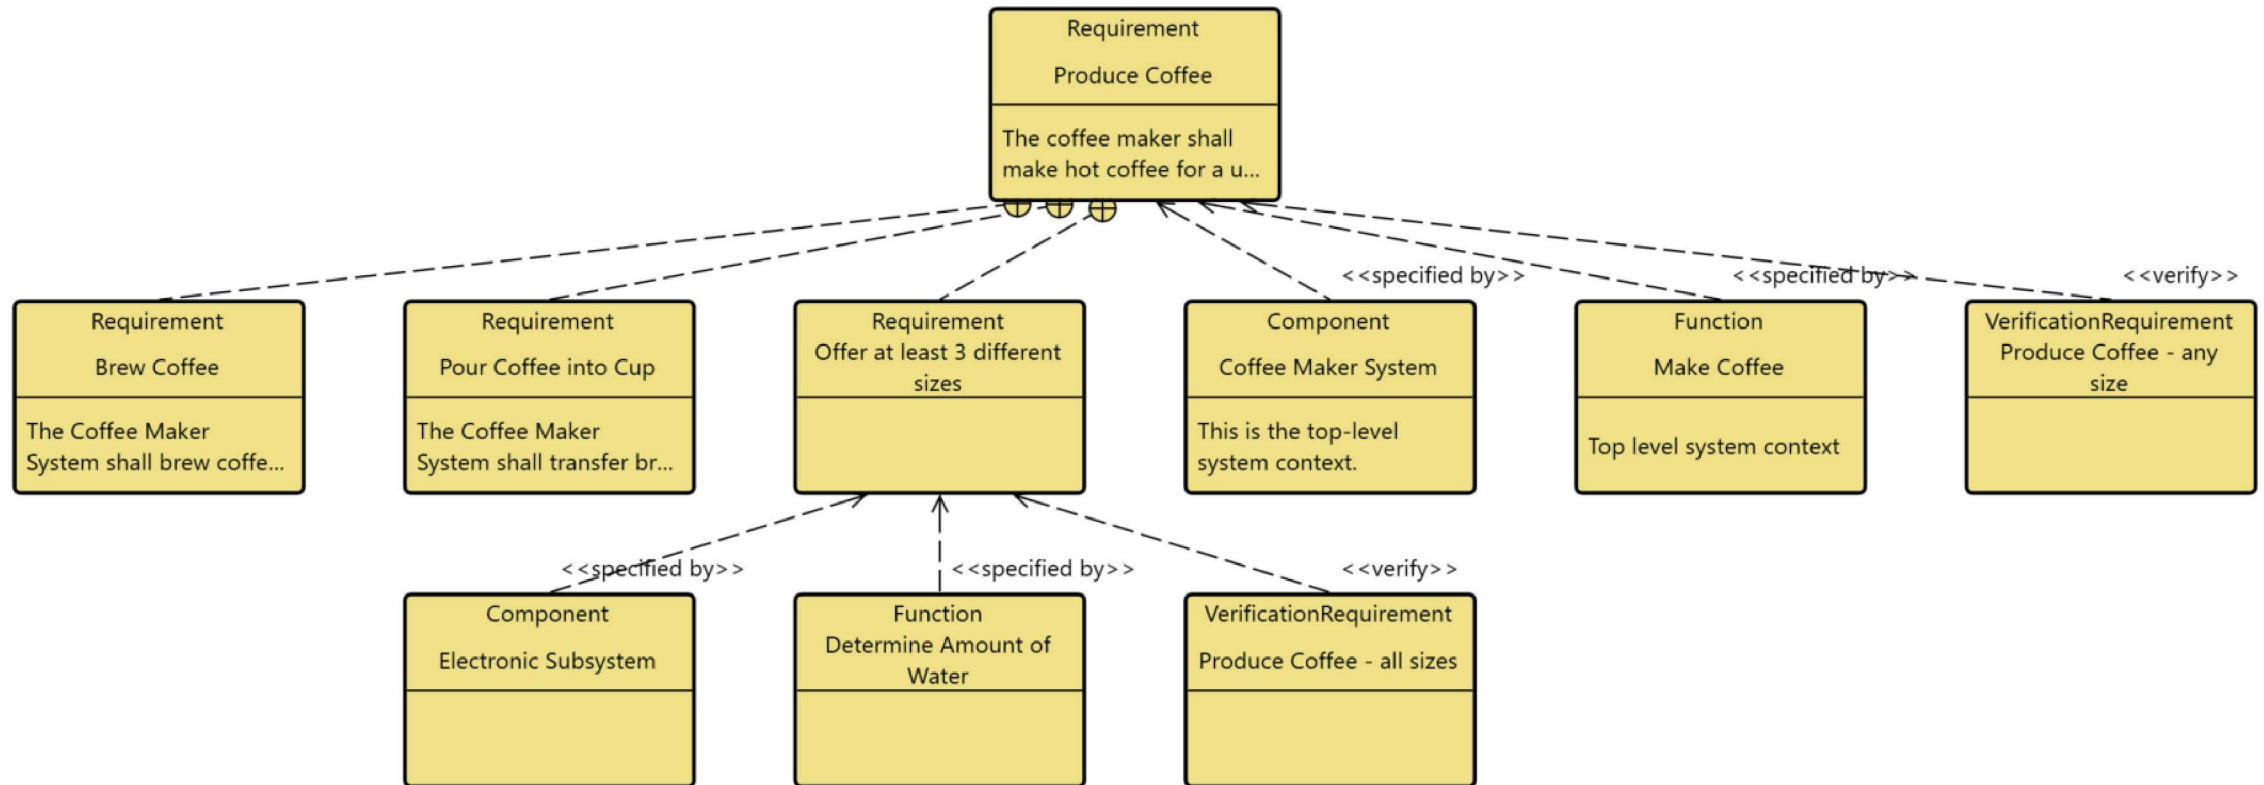 Requirement
Produce Coffee
The coffee maker shall
make hot coffee for a u...
<<specified by>>
<<specified by>>
<<verify>>
Requirement
Brew Coffee
The Coffee Maker
System shall brew coffe...
Requirement
Pour Coffee into Cup
The Coffee Maker
System shall transfer br...
Requirement
Offer at least 3 different
sizes
Component
Coffee Maker System
This is the top-level
system context.
Function
Make Coffee
Top level system context
VerificationRequirement
Produce Coffee - any
size
<<specified by>>
<<specified by>>
<<verify>>
Component
Electronic Subsystem
Function
Determine Amount of
Water
VerificationRequirement
Produce Coffee - all sizes